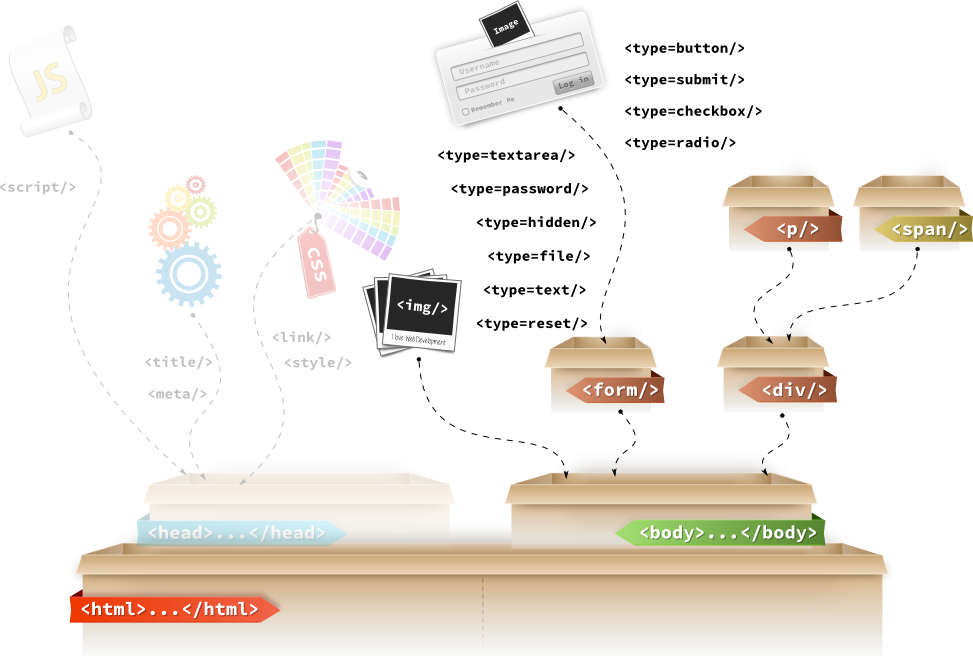 JS
<script/>
<title/>
<meta/>
CSS
<link/>
<style/>
Image
Username
Password
Remember Me
Log in
<type=button/>
<type=submit/>
<type=checkbox/>
<type=radio/>
<type=textarea/>
<type=password/>
<type=hidden/>
<type=file/>
<type=text/>
<type=reset/>
<img/>
I love WebDevelopment
<p/>
<span/>
<form/>
<div/>
<head>...</head>
<body>...</body>
<html>...</html>